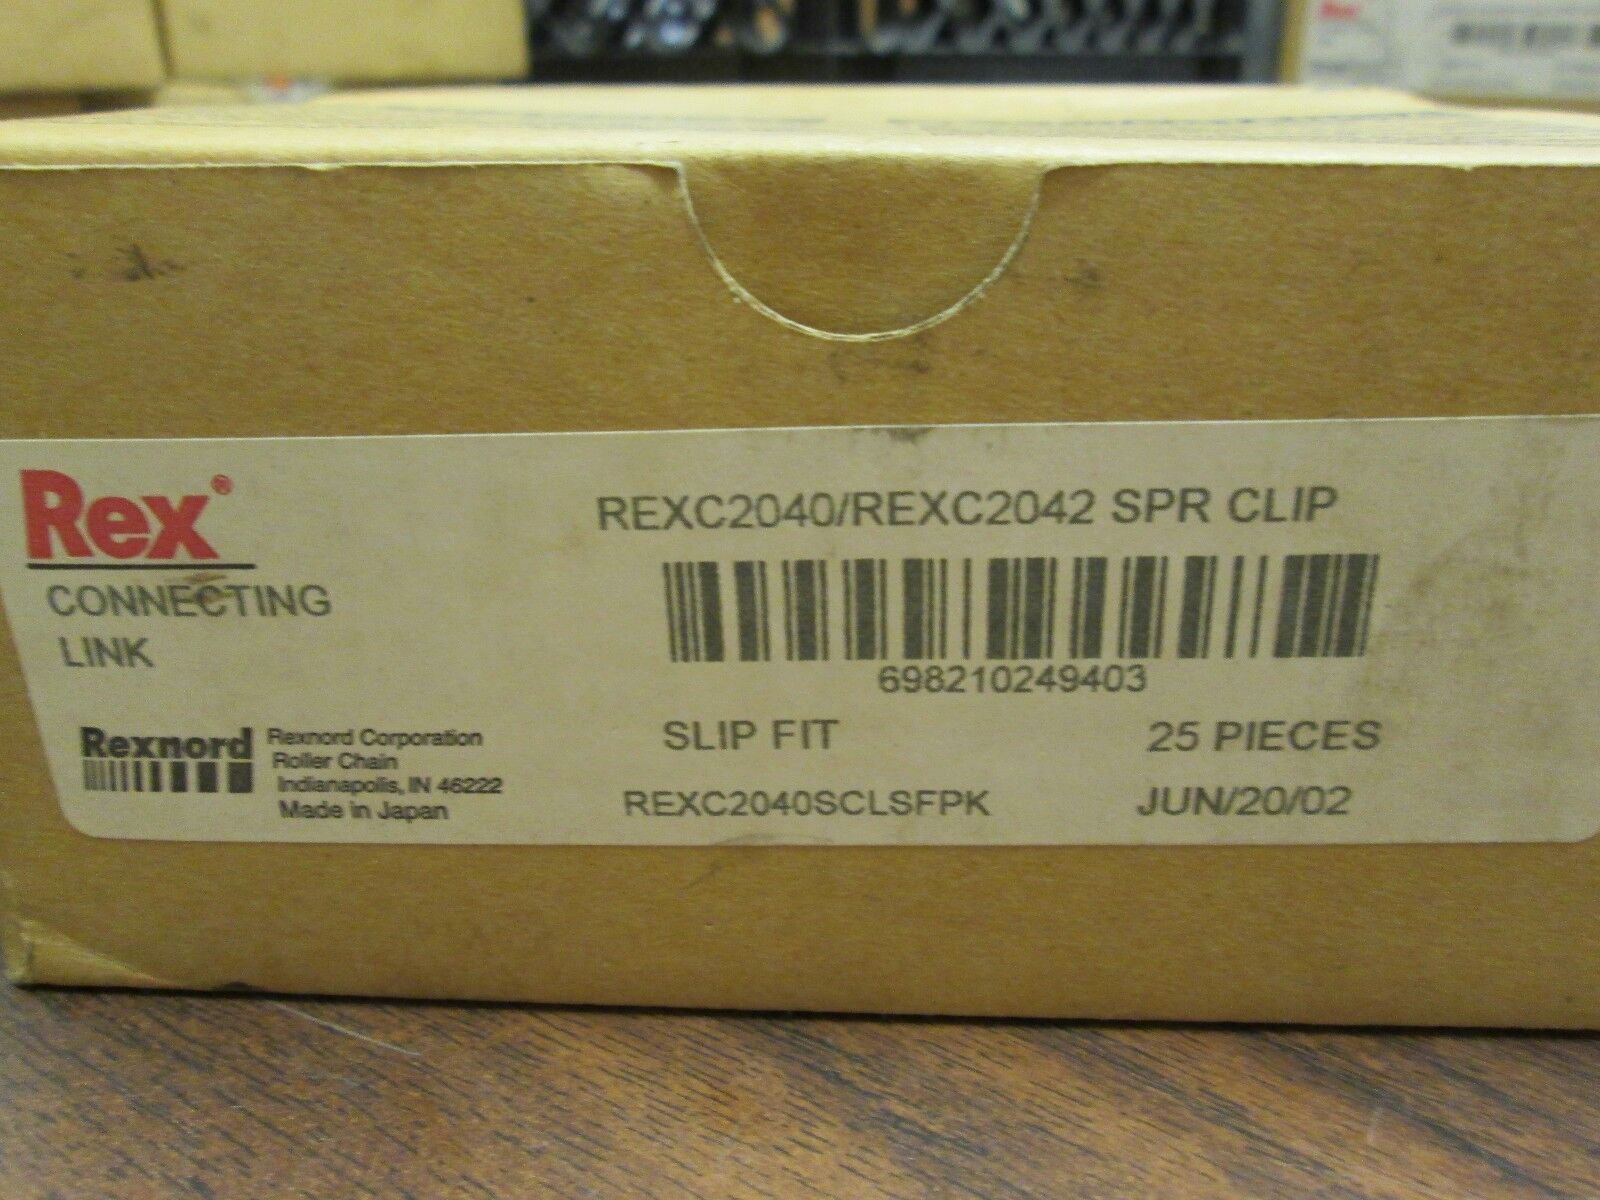 Rex
Rex®
CONNECTING
LINK
REXC2040/REXC2042 SPR CLIP
698210249403
SLIP FIT
25 PIECES
REXC2040SCLSFPK
JUN/20/02
Rexnord
Rexnord Corporation
Roller Chain
Indianapolis, IN 46222
Made in Japan